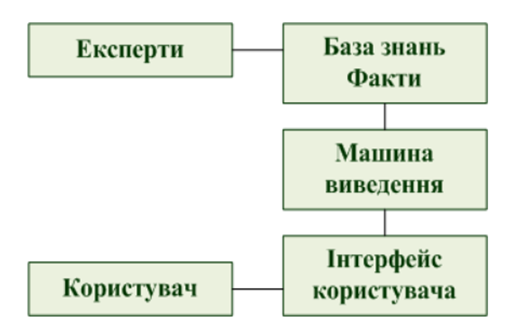 Експерти
База знань
Факти
Машина
виведення
Інтерфейс
користувача
Користувач